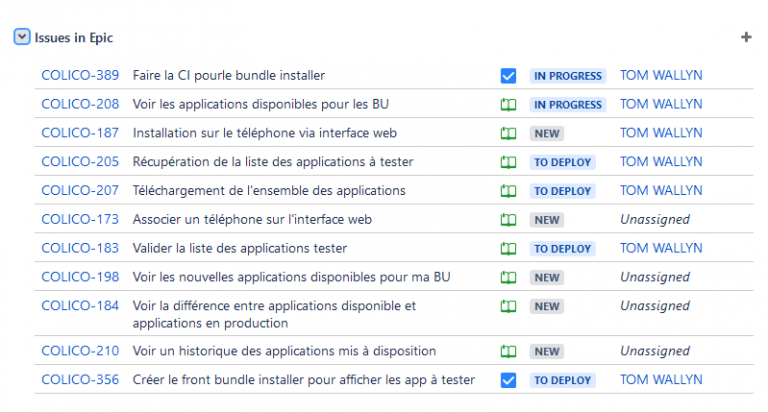 Issues in Epic
COLICO-389 Faire la CI pourle bundle installer IN PROGRESS TOM WALLYN
COLICO-208 Voir les applications disponibles pour les BU IN PROGRESS TOM WALLYN
COLICO-187 Installation sur le téléphone via interface web NEW TOM WALLYN
COLICO-205 Récupération de la liste des applications à tester TO DEPLOY TOM WALLYN
COLICO-207 Téléchargement de l'ensemble des applications TO DEPLOY TOM WALLYN
COLICO-173 Associer un téléphone sur l'interface web NEW Unassigned
COLICO-183 Valider la liste des applications tester TO DEPLOY TOM WALLYN
COLICO-198 Voir les nouvelles applications disponibles pour ma BU NEW Unassigned
COLICO-184 Voir la différence entre applications disponible et NEW Unassigned
applications en production
COLICO-210 Voir un historique des applications mis à disposition NEW Unassigned
COLICO-356 Créer le front bundle installer pour afficher les app à tester TO DEPLOY TOM WALLYN